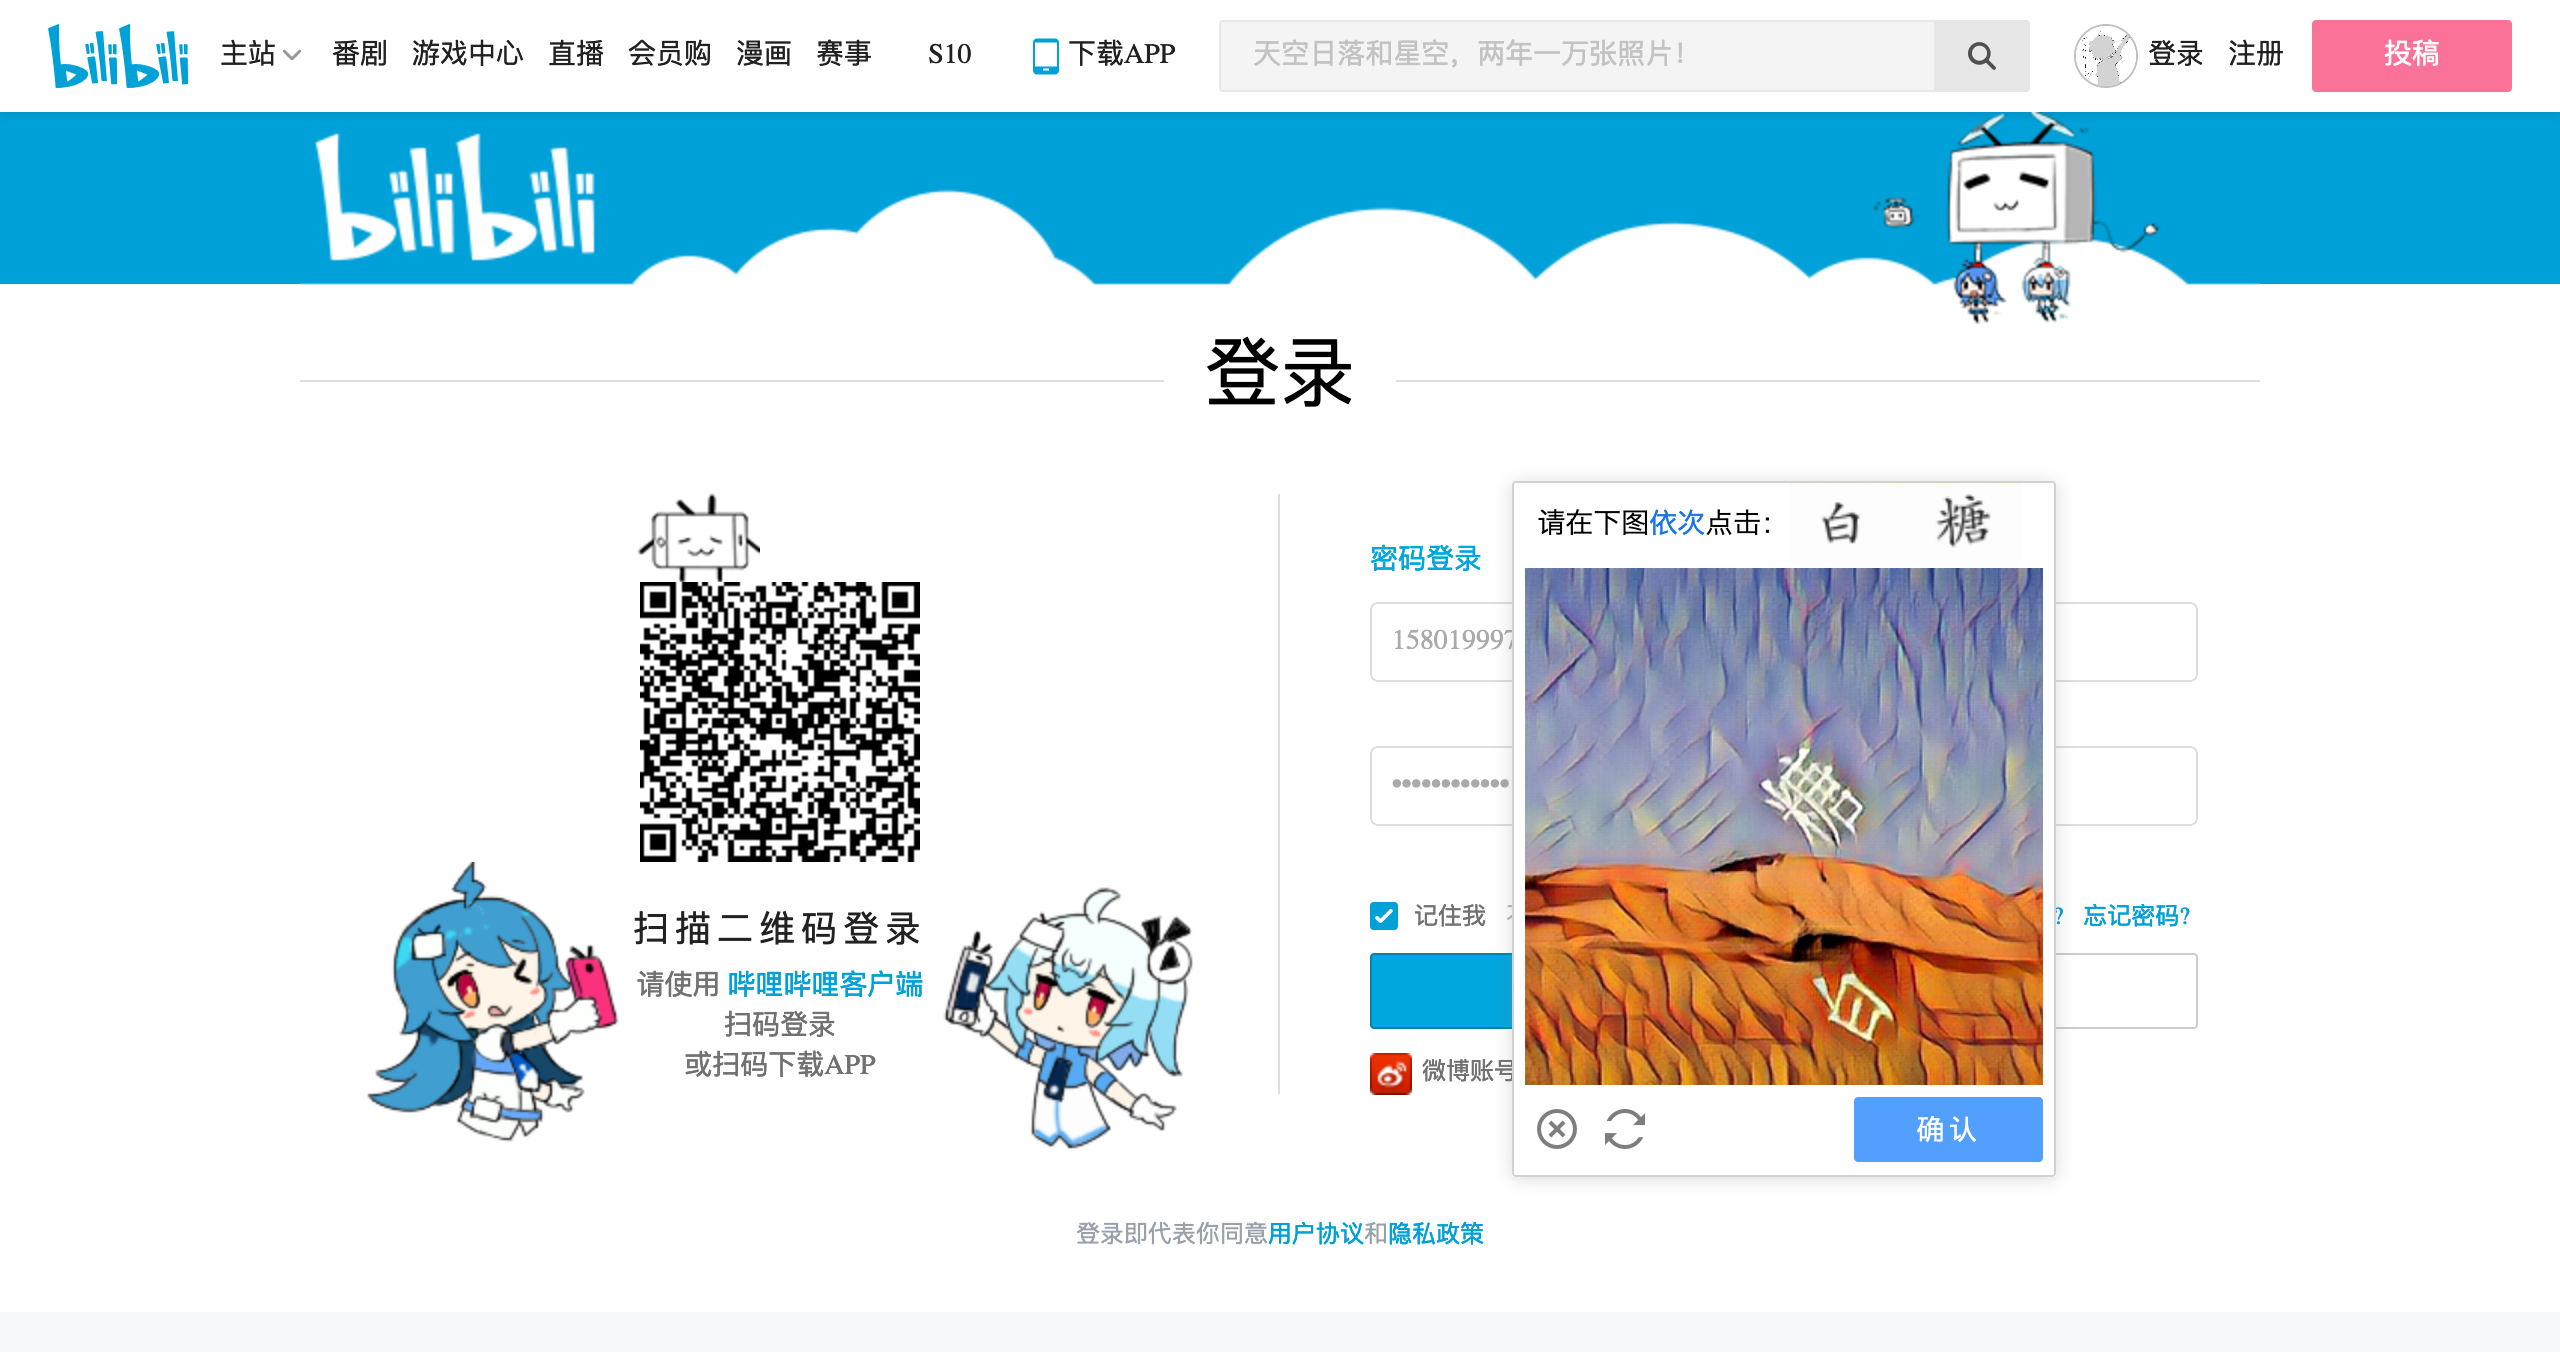 bilibili 主站 番剧 游戏中心 直播 会员购 漫画 赛事 S10 下载APP 天空日落和星空，两年一万张照片！ 登录 注册 投稿
bilibili
登录
扫描二维码登录
请使用 哔哩哔哩客户端
扫码登录
或扫码下载APP
密码登录
158019997
记住我
? 忘记密码?
微博账号
请在下图依次点击： 白 糖
糖
白
确认
登录即代表你同意用户协议和隐私政策